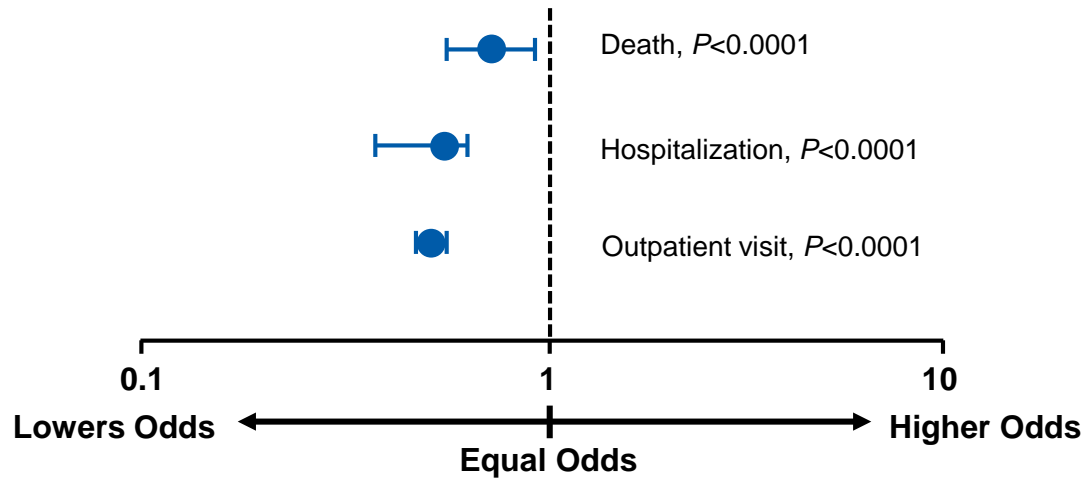 Death, P<0.0001
Hospitalization, P<0.0001
Outpatient visit, P<0.0001
0.1 1 10
Lowers Odds Higher Odds
Equal Odds